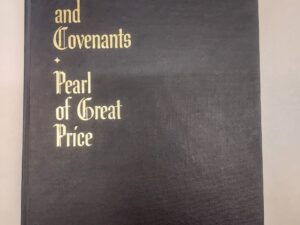 and
Covenants
Pearl
of Great
Price